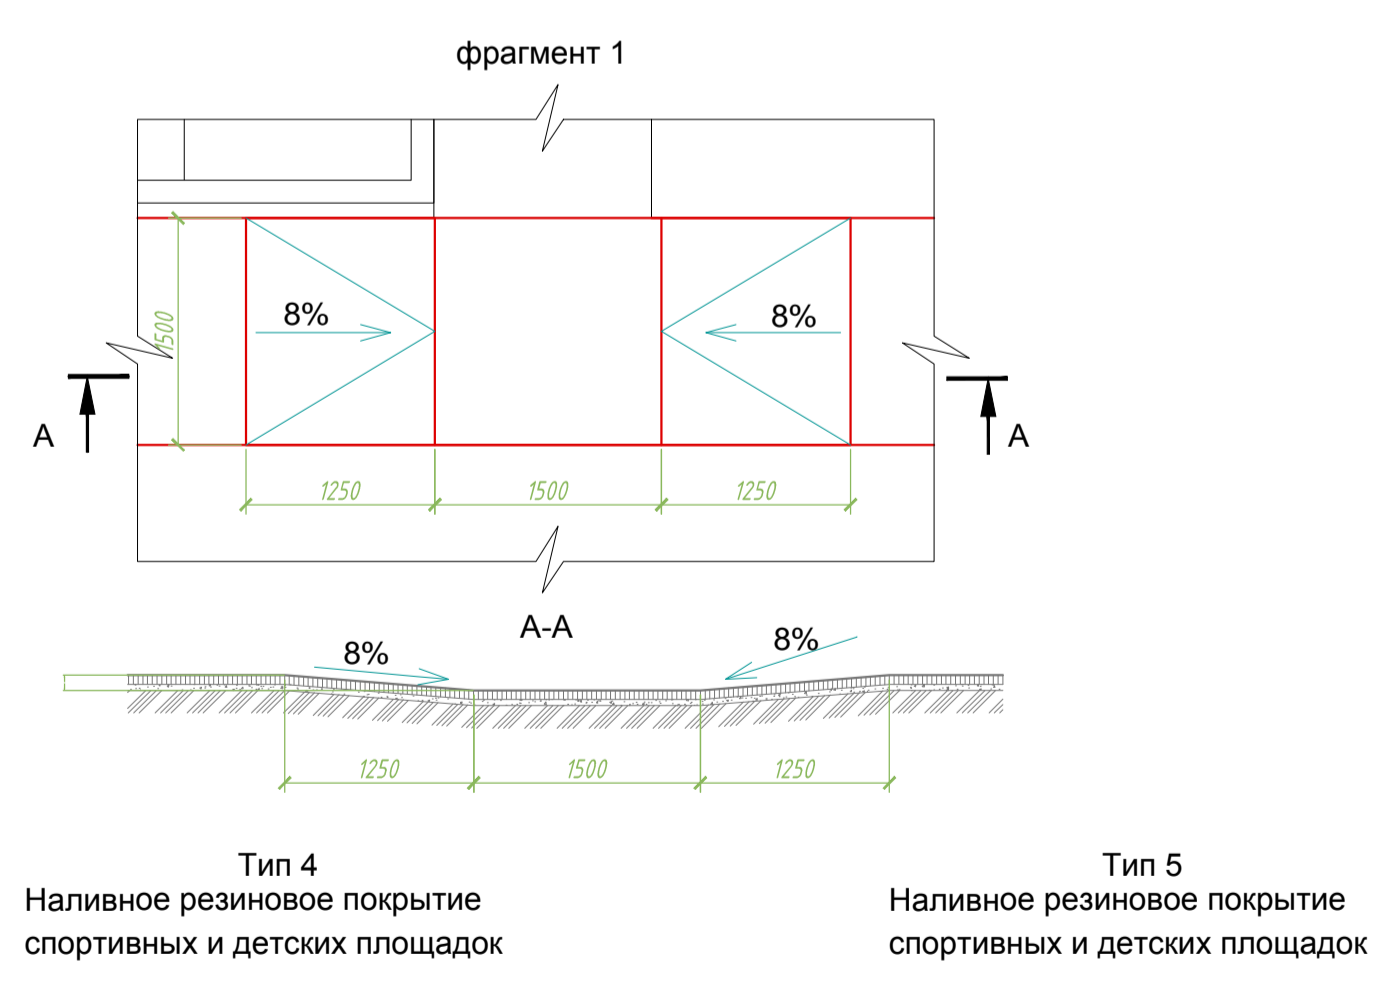 фрагмент 1
8%
8%
1500
А
А
1250
1500
1250
А-А
8%
8%
1250
1500
1250
Тип 4
Наливное резиновое покрытие
спортивных и детских площадок
Тип 5
Наливное резиновое покрытие
спортивных и детских площадок